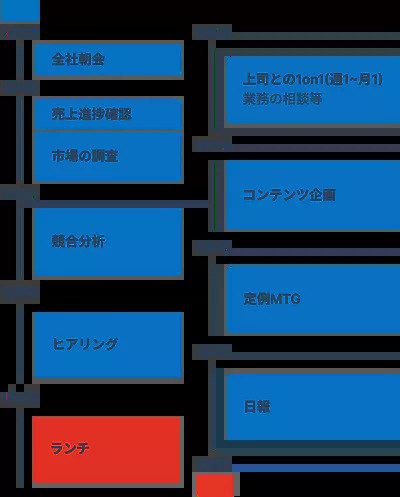 全社朝会
売上進捗確認
市場の調査
競合分析
ヒアリング
ランチ
上司との1on1(週1~月1)
業務の相談等
コンテンツ企画
定例MTG
日報